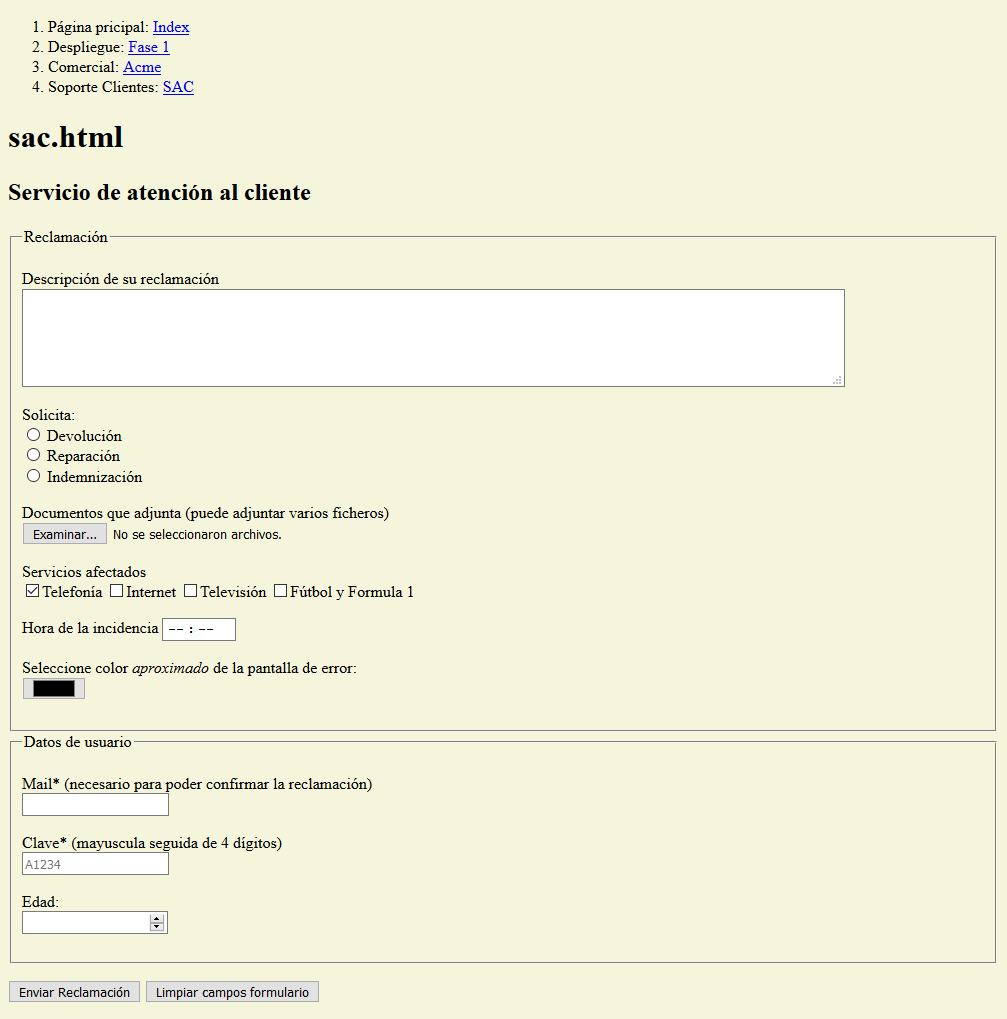 1. Página pricipal: Index
2. Despliegue: Fase 1
3. Comercial: Acme
4. Soporte Clientes: SAC
sac.html
Servicio de atención al cliente
Reclamación
Descripción de su reclamación
Solicita:
Devolución
Reparación
Indemnización
Documentos que adjunta (puede adjuntar varios ficheros)
Examinar... No se seleccionaron archivos.
Servicios afectados
Telefonía Internet Televisión Fútbol y Formula 1
Hora de la incidencia -- : --
Seleccione color aproximado de la pantalla de error:
Datos de usuario
Mail* (necesario para poder confirmar la reclamación)
Clave* (mayuscula seguida de 4 dígitos)
A1234
Edad:
Enviar Reclamación Limpiar campos formulario